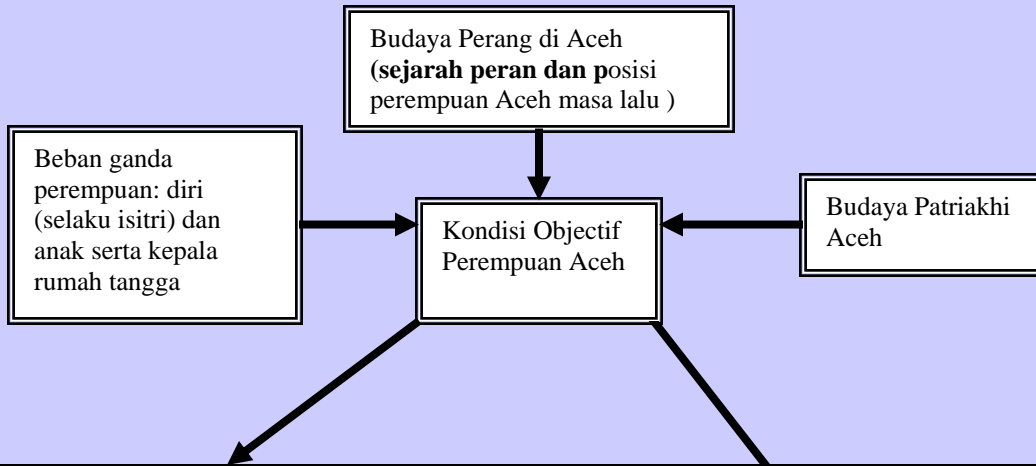 Budaya Perang di Aceh
(sejarah peran dan posisi
perempuan Aceh masa lalu )
Beban ganda
perempuan: diri
(selaku isitri) dan
anak serta kepala
rumah tangga
Kondisi Objectif
Perempuan Aceh
Budaya Patriakhi
Aceh